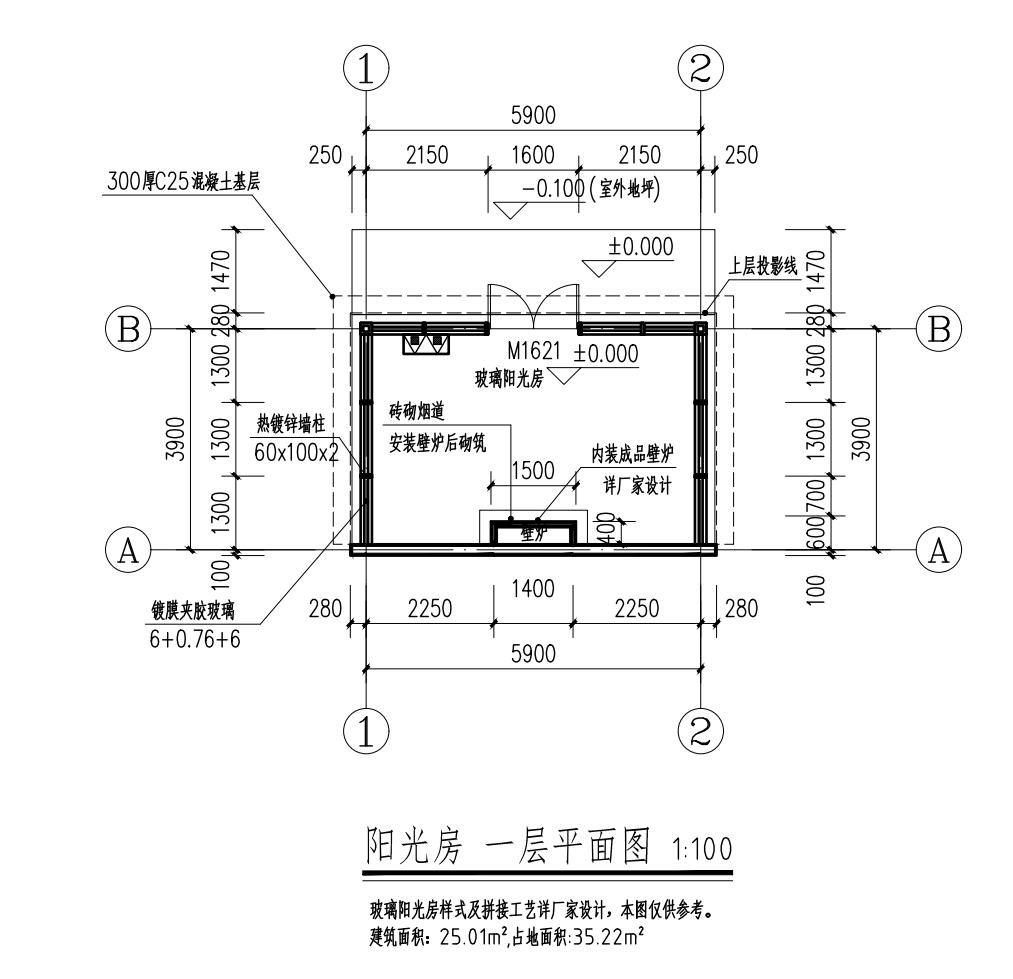 1
2
5900
250
2150
1600
2150
250
300厚C25混凝土基层
-0.100(室外地坪)
±0.000
上层投影线
1470
280
1470
280
B
B
M1621
±0.000
玻璃阳光房
1300
1300
3900
3900
热镀锌墙柱
60x100x2
砖砌烟道
安装壁炉后砌筑
内装成品壁炉
详厂家设计
1500
1300
1300
1300
700
600
400
壁炉
A
A
100
100
镀膜夹胶玻璃
6+0.76+6
280
2250
1400
2250
280
5900
1
2
阳光房 一层平面图 1:100
玻璃阳光房样式及拼接工艺详厂家设计，本图仅供参考。
建筑面积：25.01m²,占地面积:35.22m²